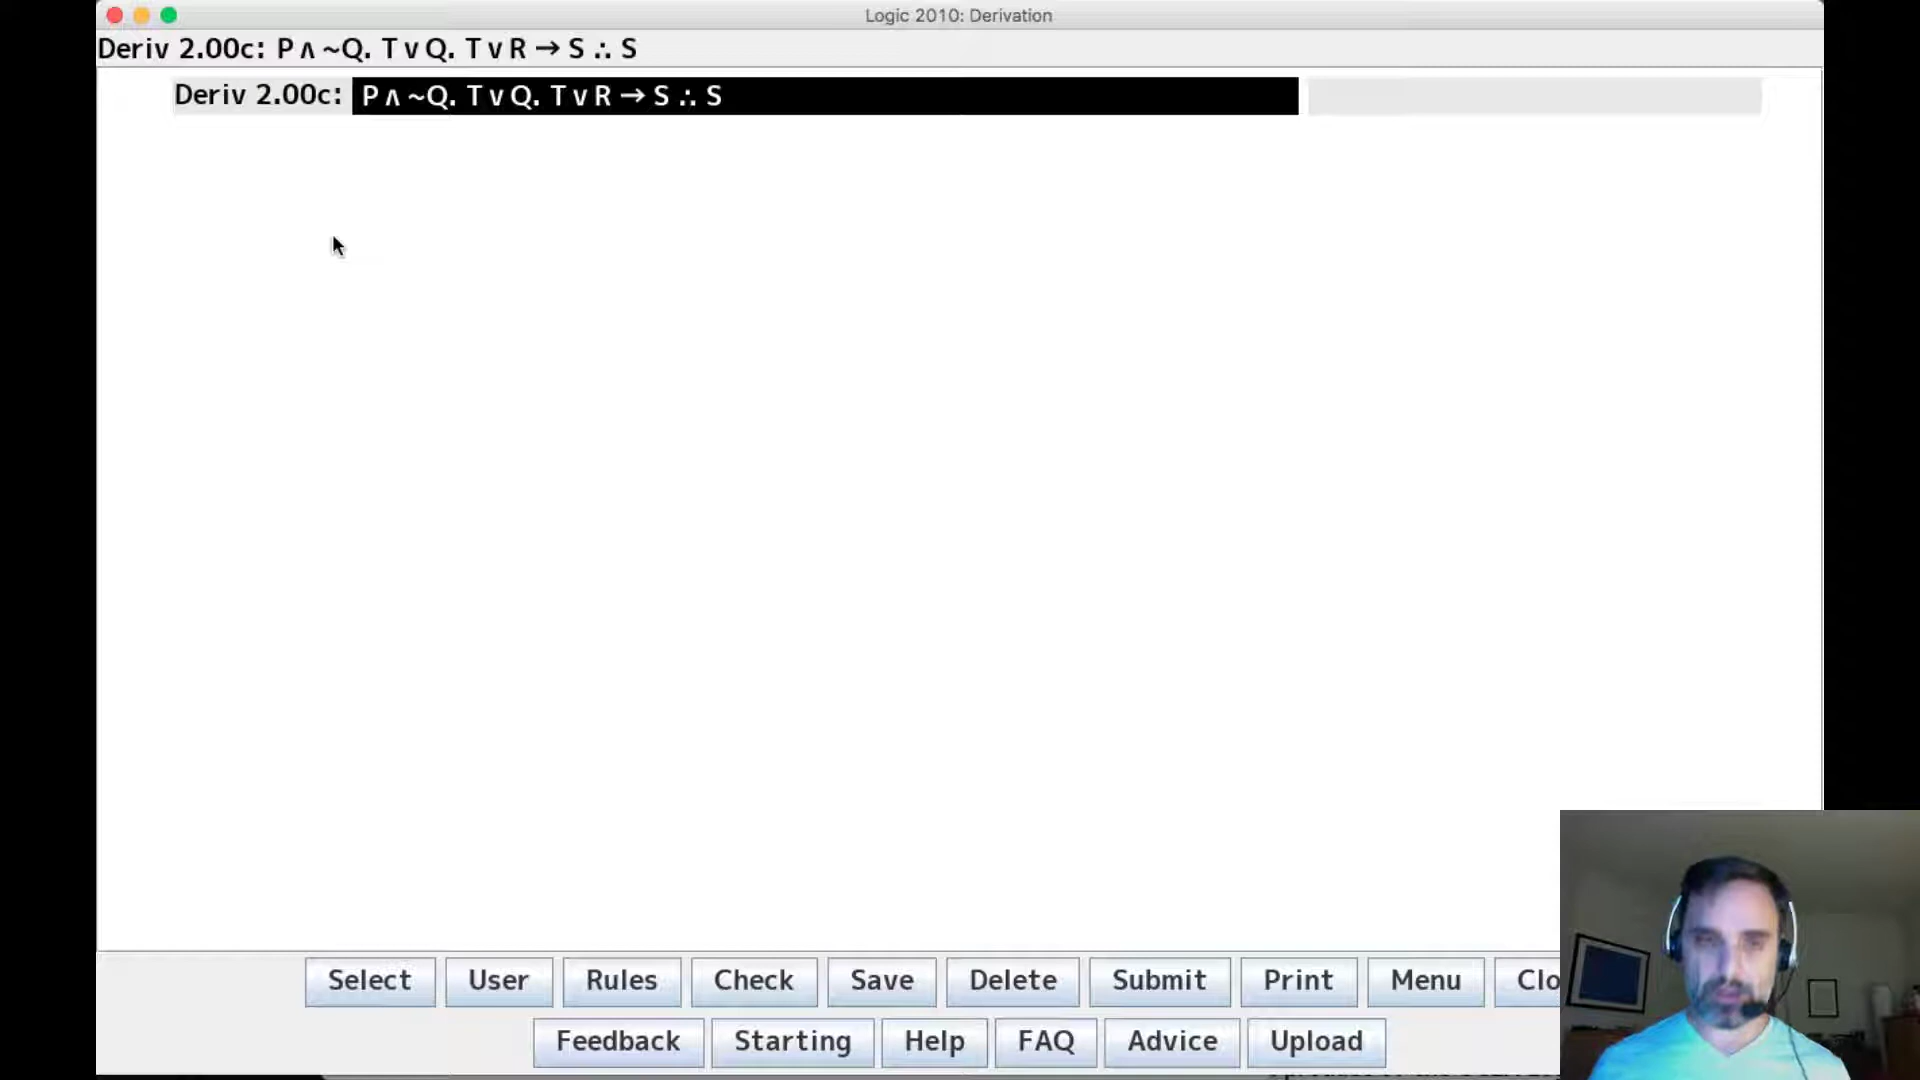 Logic 2010: Derivation
Deriv 2.00c: P∧~Q. T∨Q. T∨R→S ∴ S
Deriv 2.00c: P∧~Q. T∨Q. T∨R→S ∴ S
Select User Rules Check Save Delete Submit Print Menu Clo
Feedback Starting Help FAQ Advice Upload